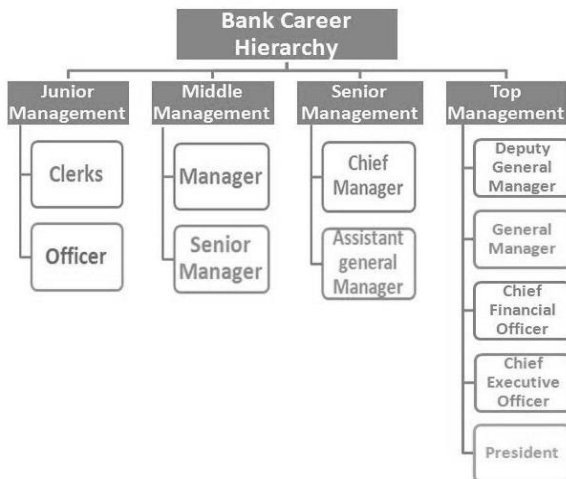 Bank Career
Hierarchy
Junior
Management
Clerks
Officer
Middle
Management
Manager
Senior
Manager
Senior
Management
Chief
Manager
Assistant
general
Manager
Top
Management
Deputy
General
Manager
General
Manager
Chief
Financial
Officer
Chief
Executive
Officer
President